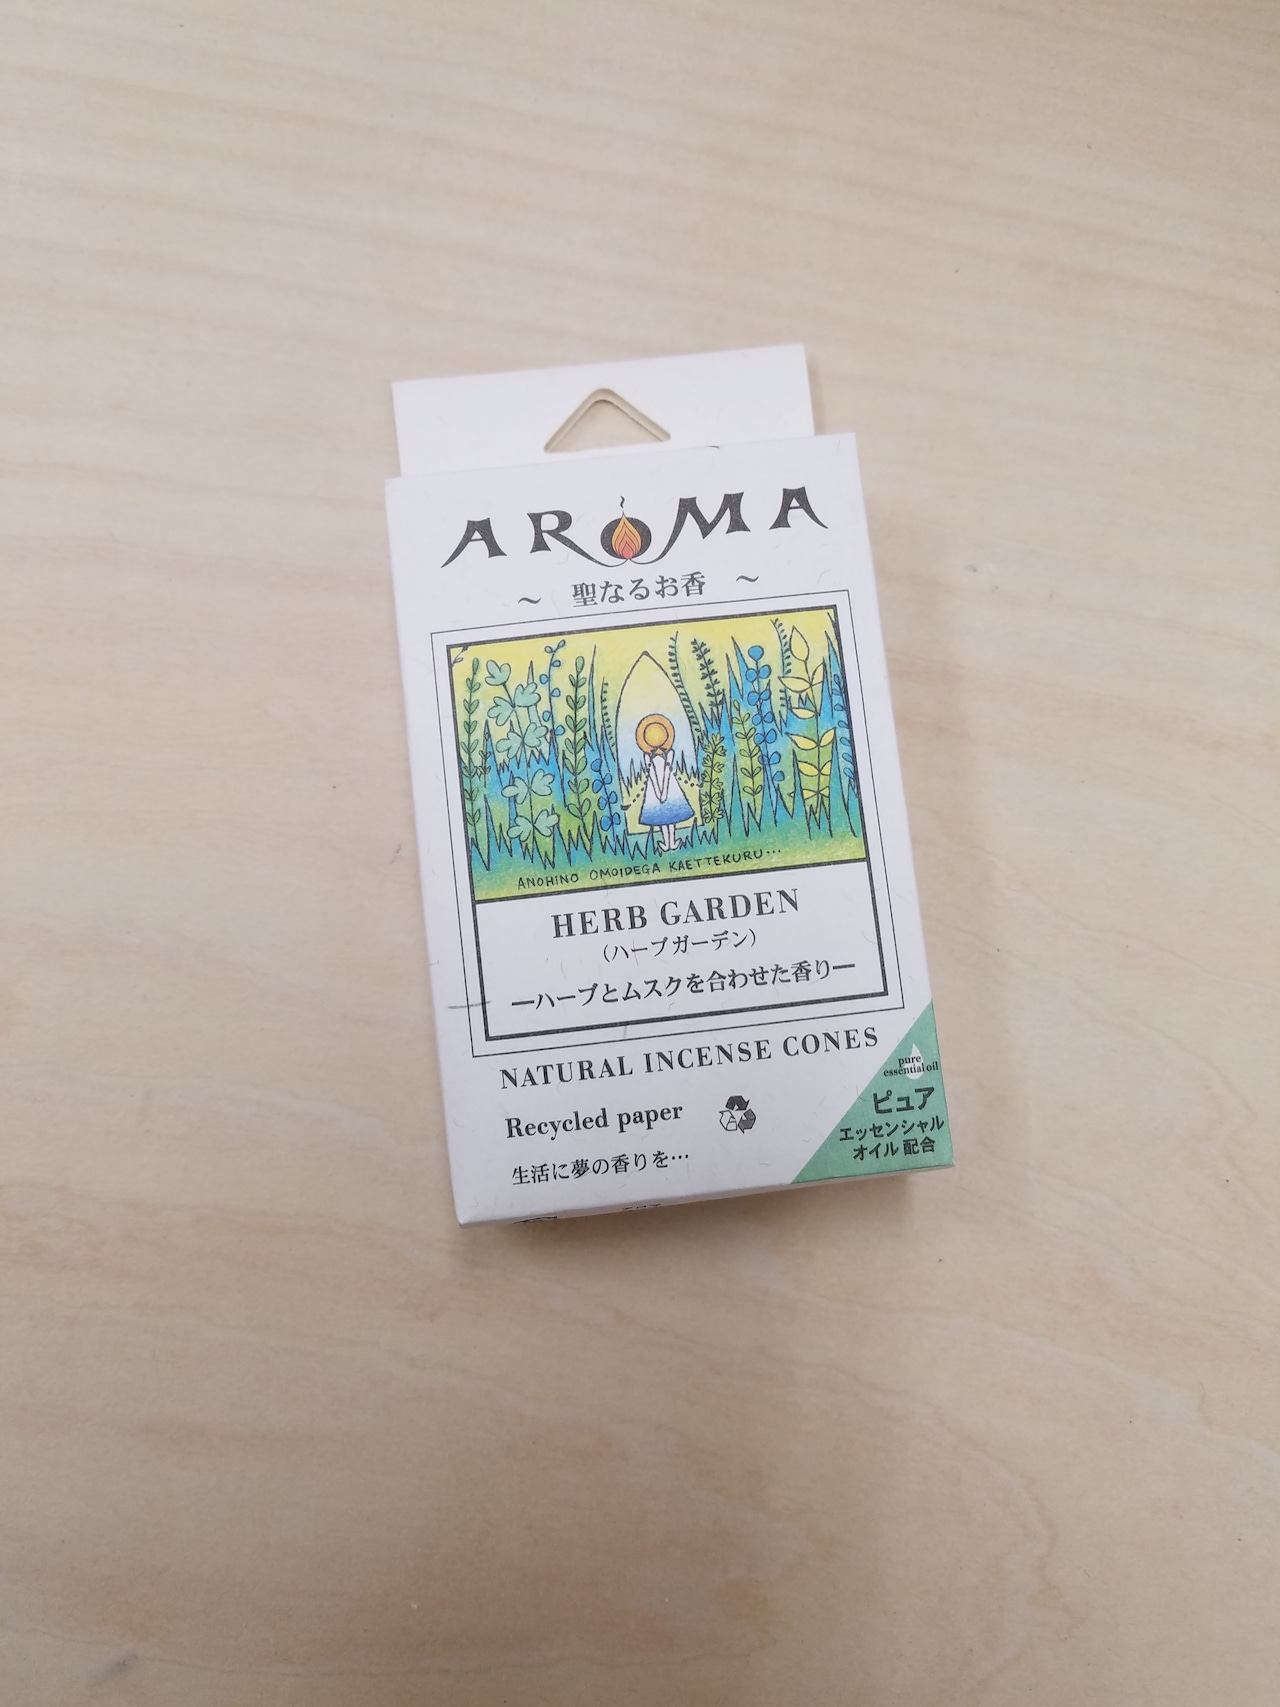 AROMA
～ 聖なるお香 ～
ANOHINO OMOIDEGA KAETTEKURU...
HERB GARDEN
（ハーブガーデン）
―ハーブとムスクを合わせた香り―
NATURAL INCENSE CONES
Recycled paper
生活に夢の香りを…
pure
essential oil
ピュア
エッセンシャル
オイル 配合